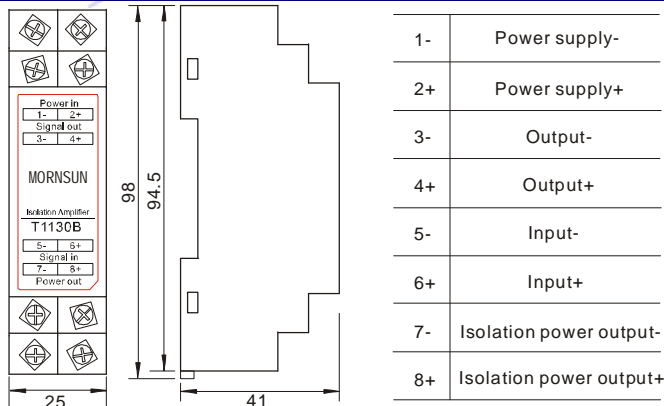 Power in
1- 2+
Signal out
3- 4+
MORNSUN
Isolation Amplifier
T1130B
5- 6+
Signal in
7- 8+
Power out
25
98
94.5
41
1- Power supply-
2+ Power supply+
3- Output-
4+ Output+
5- Input-
6+ Input+
7- Isolation power output-
8+ Isolation power output+